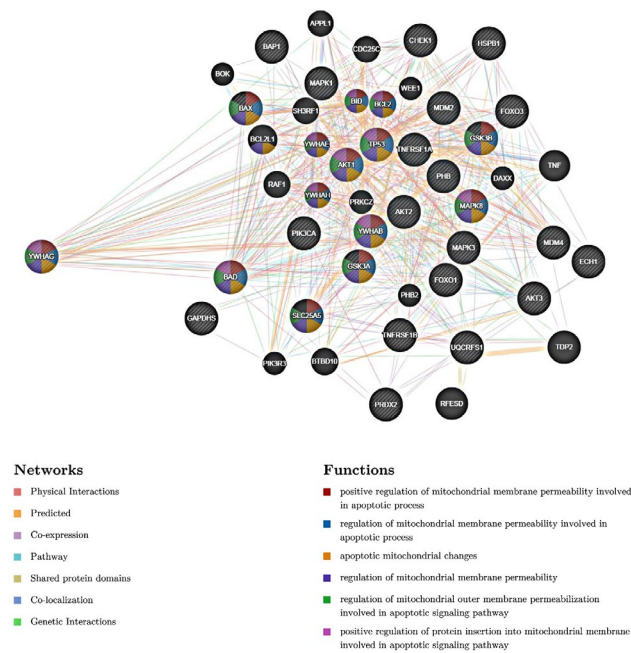 APPL1
CDC25C
CHEK1
HSPB1
BAP1
BOK
MAPK1
WEE1
BID
BCL2
BAX
SH3RF1
MDM2
FOXO3
BCL2L1
YWHAE
TP53
TNFRSF1A
GSK3B
AKT1
PHB
DAXX
TNF
RAF1
YWHAH
PRKCZ
AKT2
MAPK8
PIK3CA
YWHAB
MAPK3
MDM4
YWHAG
BAD
GSK3A
FOXO1
ECH1
PHB2
AKT3
GAPDHS
SLC25A5
TNFRSF1B
UQCRFS1
TDP2
PIK3R3
BTBD10
PRDX2
RFESD
Networks
Physical Interactions
Predicted
Co-expression
Pathway
Shared protein domains
Co-localization
Genetic Interactions
Functions
positive regulation of mitochondrial membrane permeability involved
in apoptotic process
regulation of mitochondrial membrane permeability involved in
apoptotic process
apoptotic mitochondrial changes
regulation of mitochondrial membrane permeability
regulation of mitochondrial outer membrane permeabilization
involved in apoptotic signaling pathway
positive regulation of protein insertion into mitochondrial membrane
involved in apoptotic signaling pathway